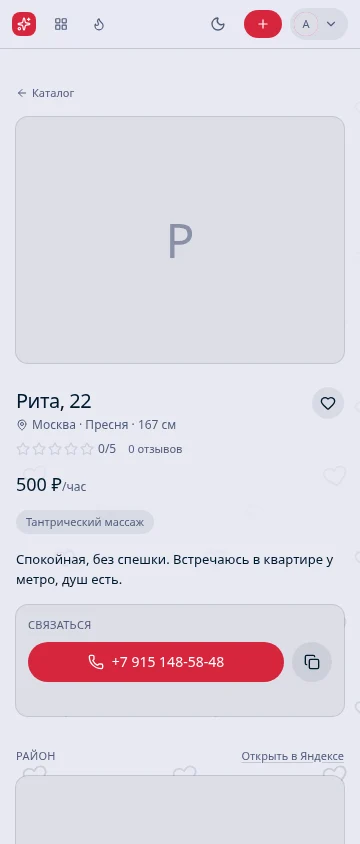 A
← Каталог
Р
Рита, 22
Москва · Пресня · 167 см
0/5 0 отзывов
500 ₽/час
Тантрический массаж
Спокойная, без спешки. Встречаюсь в квартире у
метро, душ есть.
СВЯЗАТЬСЯ
+7 915 148-58-48
РАЙОН Открыть в Яндексе